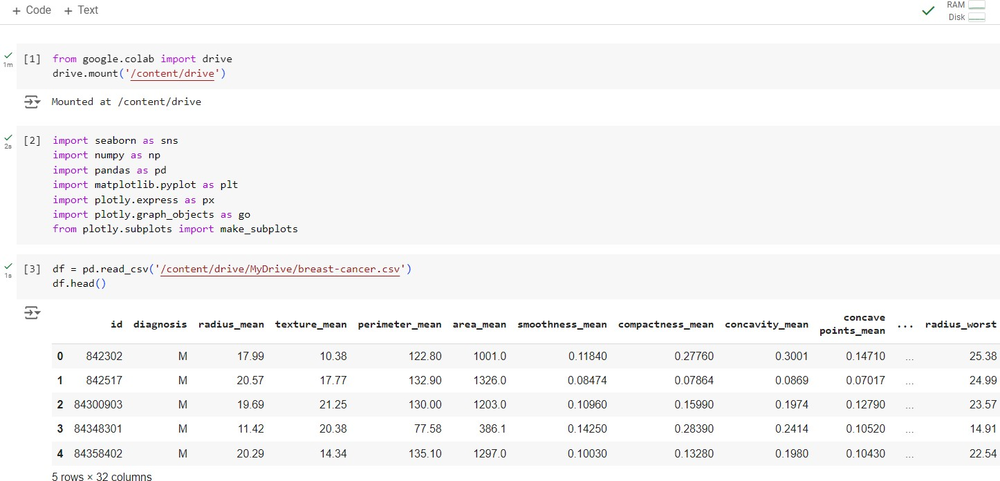 + Code + Text
RAM
Disk
1m
[1] from google.colab import drive
drive.mount('/content/drive')
Mounted at /content/drive
2s
[2] import seaborn as sns
import numpy as np
import pandas as pd
import matplotlib.pyplot as plt
import plotly.express as px
import plotly.graph_objects as go
from plotly.subplots import make_subplots
1s
[3] df = pd.read_csv('/content/drive/MyDrive/breast-cancer.csv')
df.head()
id diagnosis radius_mean texture_mean perimeter_mean area_mean smoothness_mean compactness_mean concavity_mean concave points_mean ... radius_worst
0 842302 M 17.99 10.38 122.80 1001.0 0.11840 0.27760 0.3001 0.14710 ... 25.38
1 842517 M 20.57 17.77 132.90 1326.0 0.08474 0.07864 0.0869 0.07017 ... 24.99
2 84300903 M 19.69 21.25 130.00 1203.0 0.10960 0.15990 0.1974 0.12790 ... 23.57
3 84348301 M 11.42 20.38 77.58 386.1 0.14250 0.28390 0.2414 0.10520 ... 14.91
4 84358402 M 20.29 14.34 135.10 1297.0 0.10030 0.13280 0.1980 0.10430 ... 22.54
5 rows × 32 columns